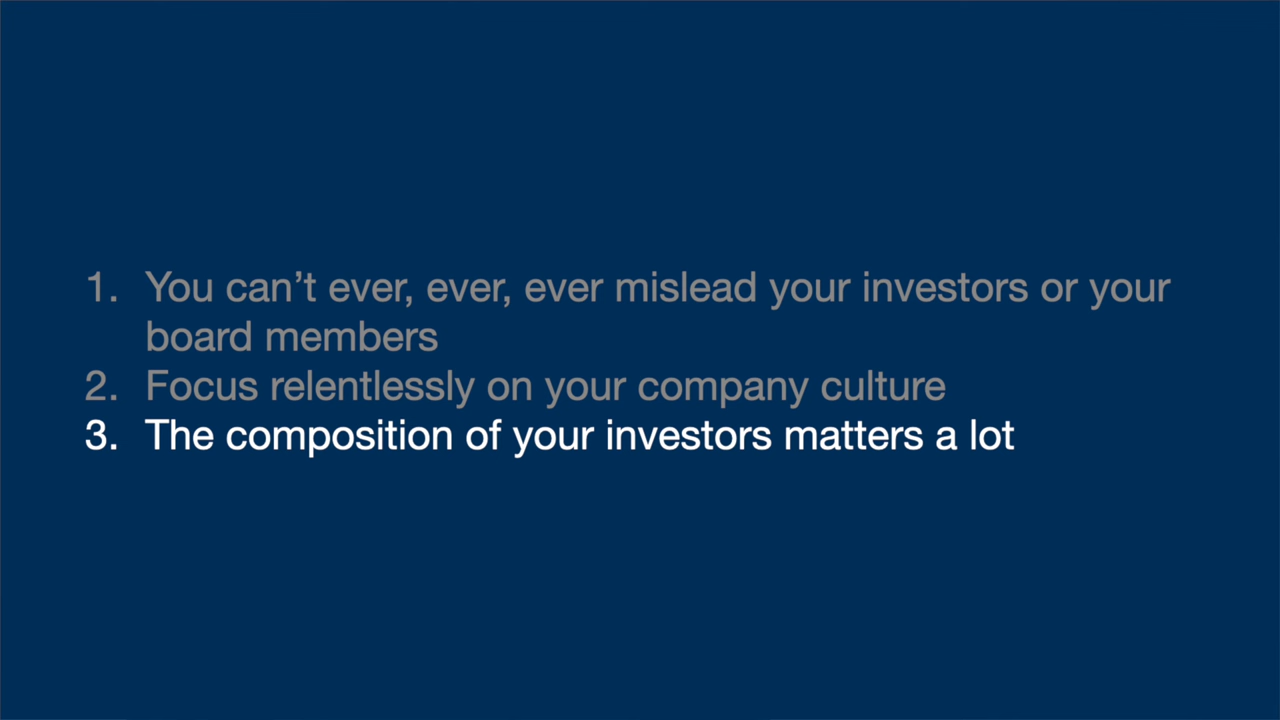 1. You can’t ever, ever, ever mislead your investors or your
board members
2. Focus relentlessly on your company culture
3. The composition of your investors matters a lot